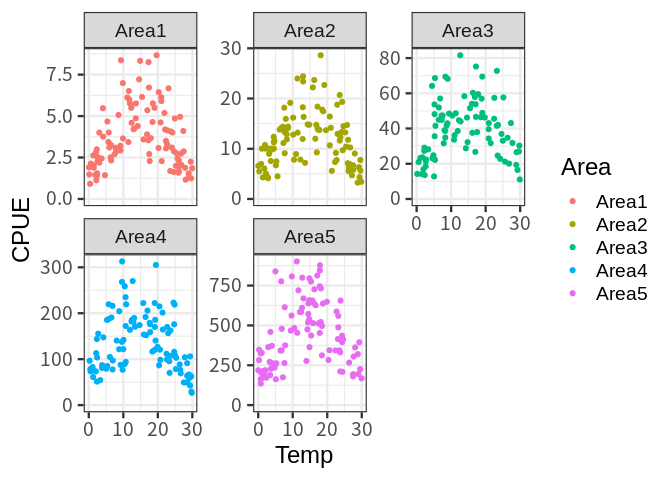 Area1 Area2 Area3
7.5 5.0 2.5 0.0
30 20 10 0
80 60 40 20 0
0 10 20 30
Area4 Area5
300 200 100 0
750 500 250 0
0 10 20 30 0 10 20 30
Temp
CPUE
Area
Area1
Area2
Area3
Area4
Area5